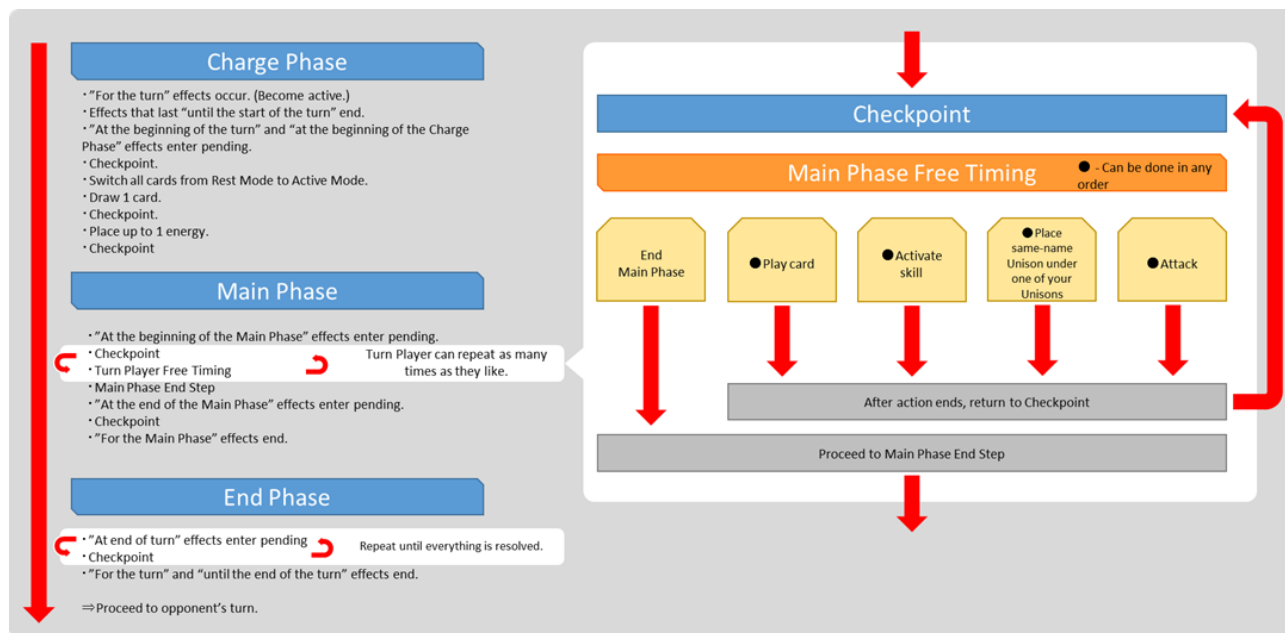 Charge Phase
・"For the turn" effects occur. (Become active.)
・Effects that last "until the start of the turn" end.
・"At the beginning of the turn" and "at the beginning of the Charge
Phase" effects enter pending.
・Checkpoint.
・Switch all cards from Rest Mode to Active Mode.
・Draw 1 card.
・Checkpoint.
・Place up to 1 energy.
・Checkpoint
Main Phase
・"At the beginning of the Main Phase" effects enter pending.
・Checkpoint
・Turn Player Free Timing
Turn Player can repeat as many
times as they like.
・Main Phase End Step
・"At the end of the Main Phase" effects enter pending.
・Checkpoint
・"For the Main Phase" effects end.
End Phase
・"At end of turn" effects enter pending
・Checkpoint
Repeat until everything is resolved.
・"For the turn" and "until the end of the turn" effects end.
⇒Proceed to opponent's turn.
Checkpoint
Main Phase Free Timing
● - Can be done in any
order
End
Main Phase
●Play card
●Activate
skill
●Place
same-name
Unison under
one of your
Unisons
●Attack
After action ends, return to Checkpoint
Proceed to Main Phase End Step